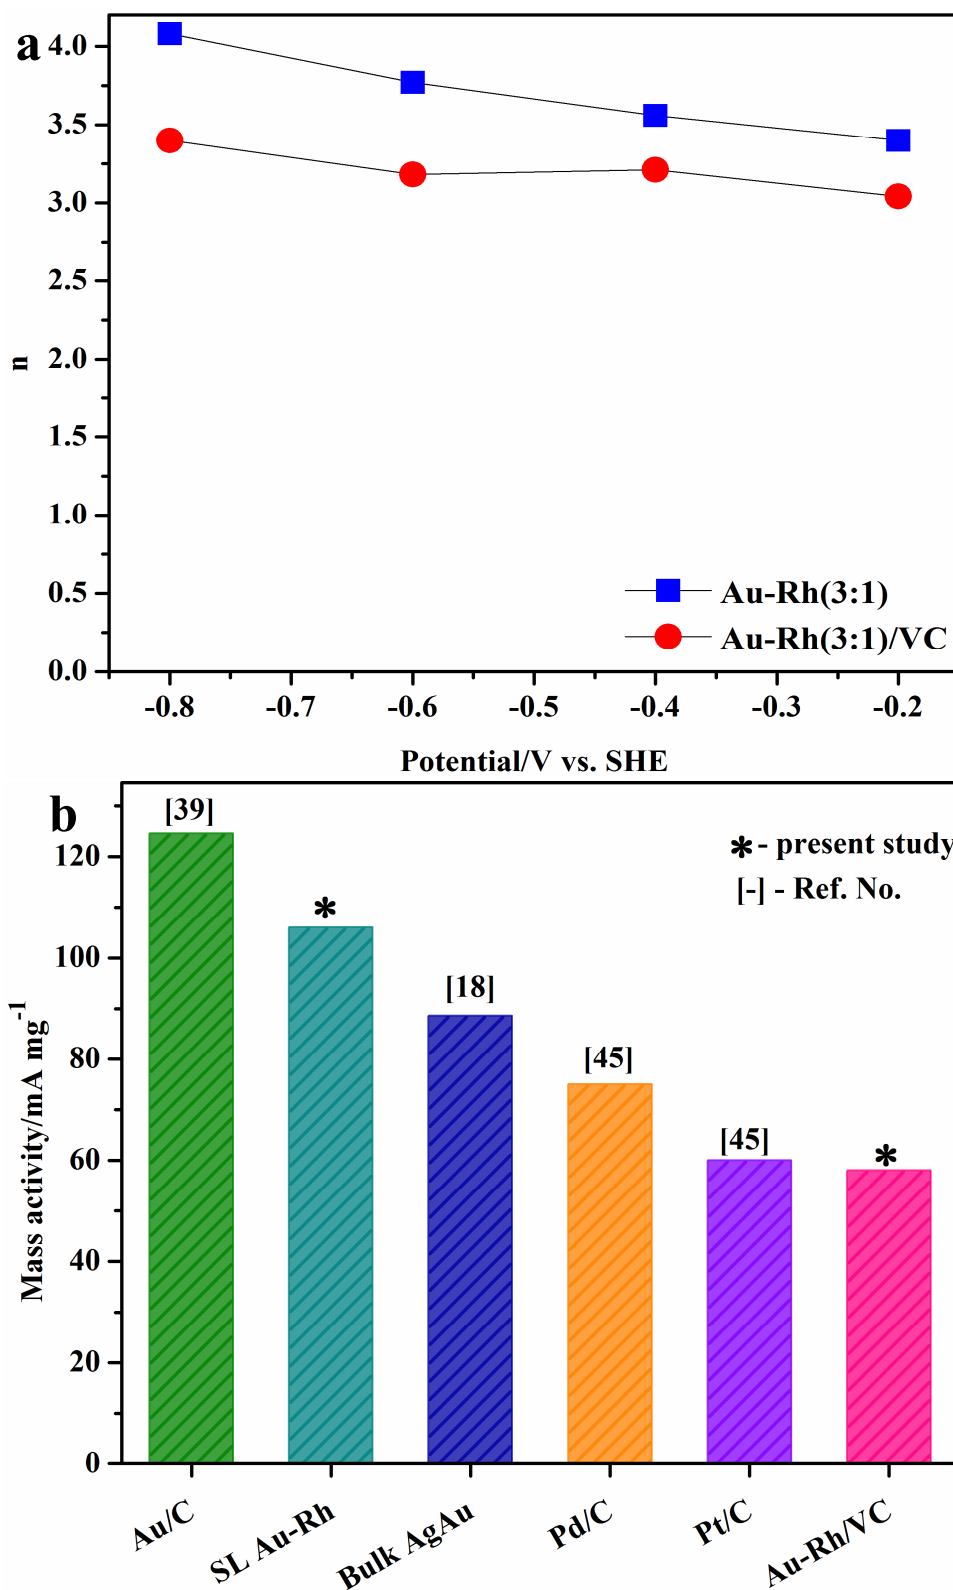 a
4.0
3.5
3.0
2.5
2.0
1.5
1.0
0.5
0.0
n
Au-Rh(3:1)
Au-Rh(3:1)/VC
-0.8 -0.7 -0.6 -0.5 -0.4 -0.3 -0.2
Potential/V vs. SHE
b
[39]
* - present study
[-] - Ref. No.
*
[18]
[45]
[45]
*
120
100
80
60
40
20
0
Mass activity/mA mg-1
Au/C
SL Au-Rh
Bulk AgAu
Pd/C
Pt/C
Au-Rh/VC